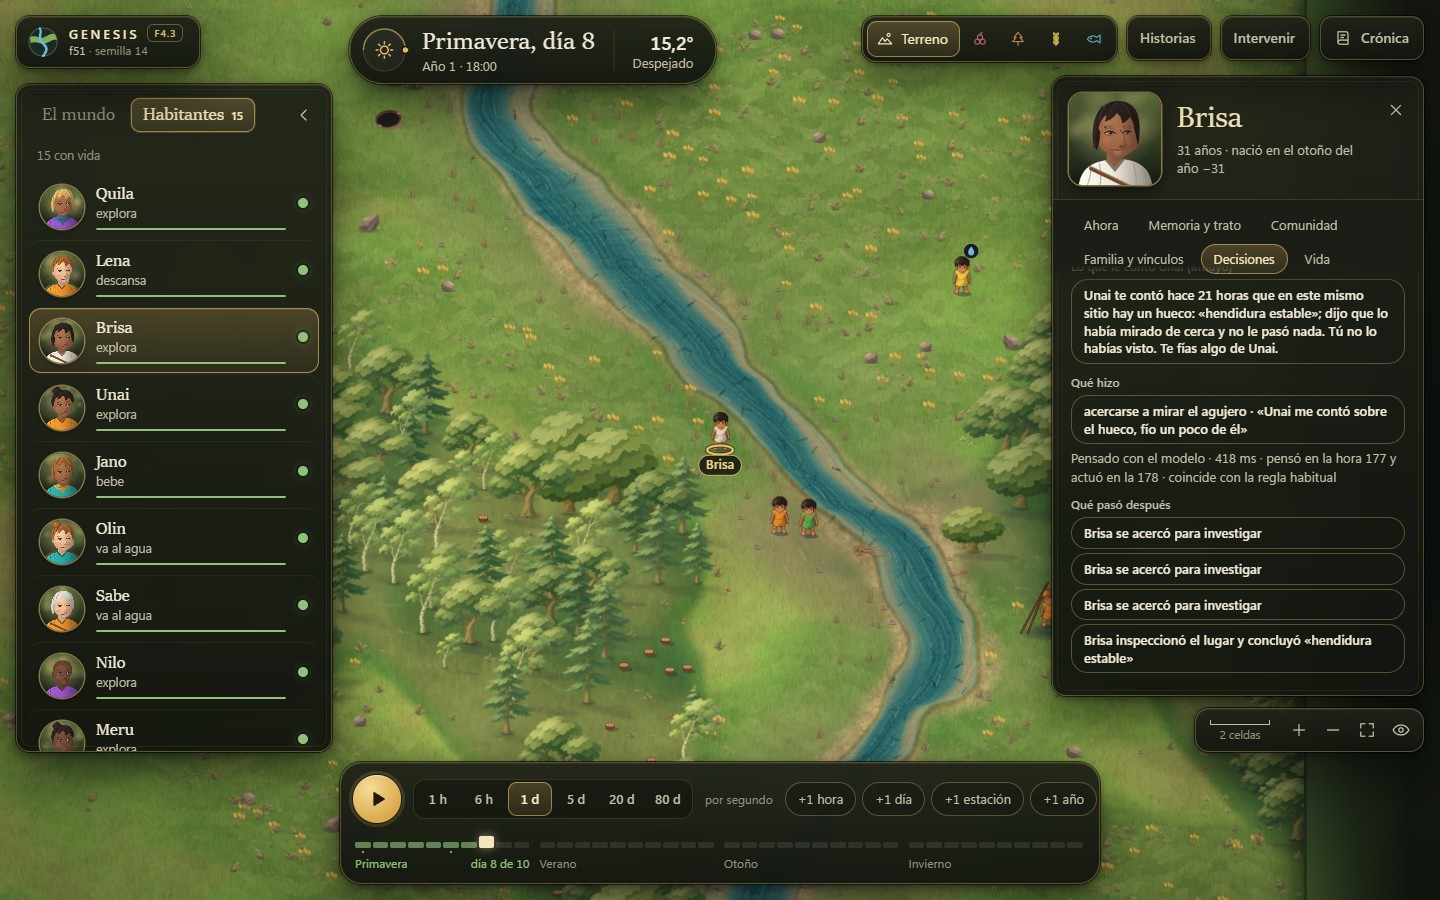 GENESIS F4.3
f51 · semilla 14
Primavera, día 8
Año 1 · 18:00
15,2°
Despejado
Terreno
Historias
Intervenir
Crónica
El mundo
Habitantes 15
15 con vida
Quila
explora
Lena
descansa
Brisa
explora
Unai
explora
Jano
bebe
Olin
va al agua
Sabe
va al agua
Nilo
explora
Meru
explora
Brisa
Brisa
31 años · nació en el otoño del
año −31
Ahora
Memoria y trato
Comunidad
Familia y vínculos
Decisiones
Vida
Unai te contó hace 21 horas que en este mismo
sitio hay un hueco: «hendidura estable»; dijo que lo
había mirado de cerca y no le pasó nada. Tú no lo
habías visto. Te fías algo de Unai.
Qué hizo
acercarse a mirar el agujero · «Unai me contó sobre
el hueco, fío un poco de él»
Pensado con el modelo · 418 ms · pensó en la hora 177 y
actuó en la 178 · coincide con la regla habitual
Qué pasó después
Brisa se acercó para investigar
Brisa se acercó para investigar
Brisa se acercó para investigar
Brisa inspeccionó el lugar y concluyó «hendidura
estable»
2 celdas
1 h
6 h
1 d
5 d
20 d
80 d
por segundo
+1 hora
+1 día
+1 estación
+1 año
Primavera
día 8 de 10
Verano
Otoño
Invierno